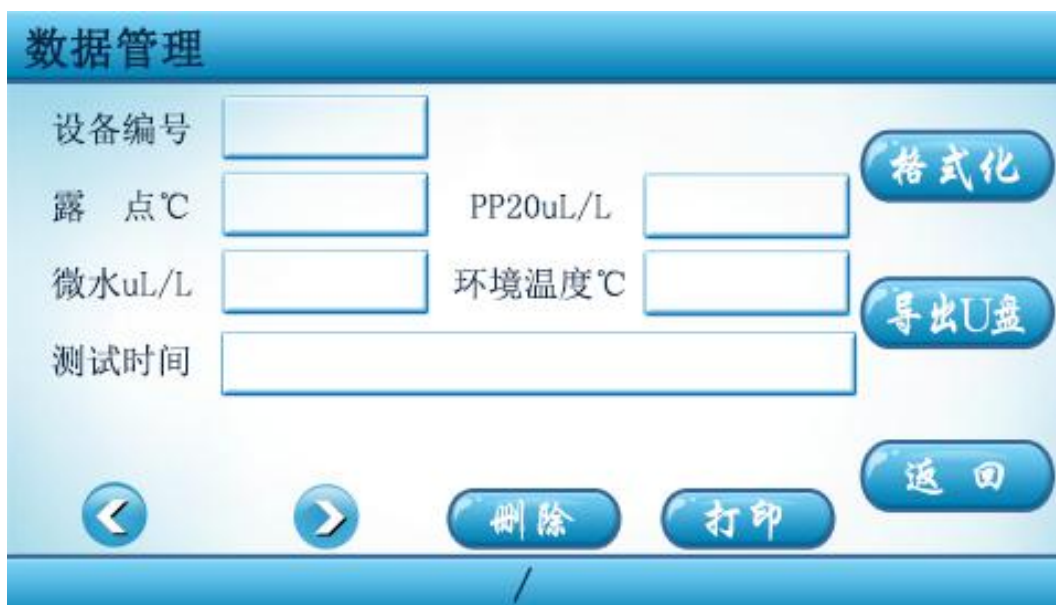 数据管理
设备编号
格式化
露 点℃ PP20uL/L
微水uL/L 环境温度℃
导出U盘
测试时间
返 回
删除 打印
/